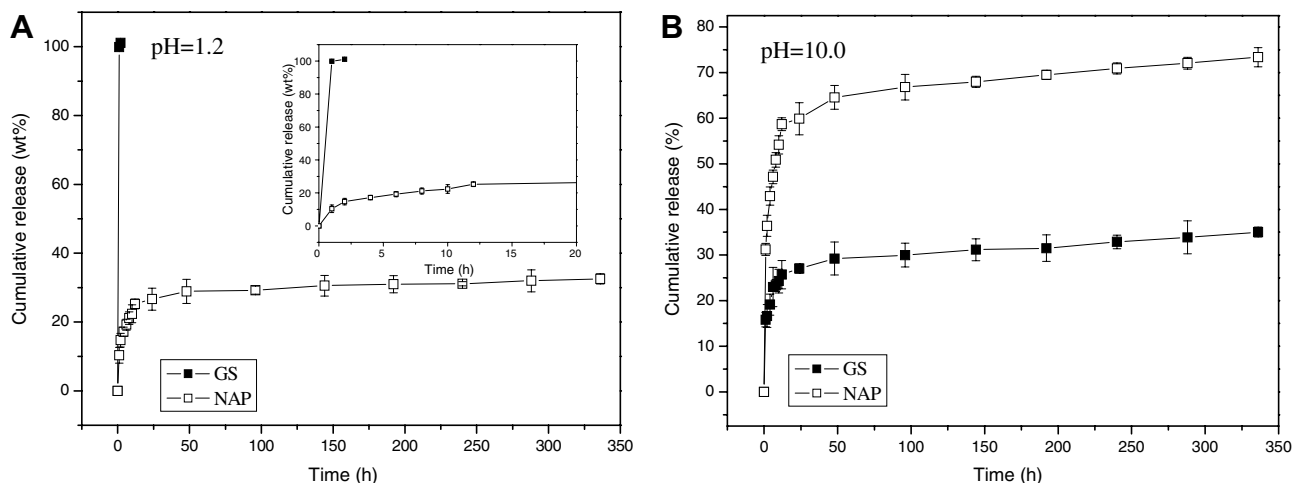 A
pH=1.2
Cumulative release (wt%)
100
80
60
40
20
0
0 50 100 150 200 250 300 350
Time (h)
GS
NAP
Cumulative release (wt%)
100
80
60
40
20
0
0 5 10 15 20
Time (h)
B
pH=10.0
Cumulative release (%)
80
70
60
50
40
30
20
10
0
0 50 100 150 200 250 300 350
Time (h)
GS
NAP